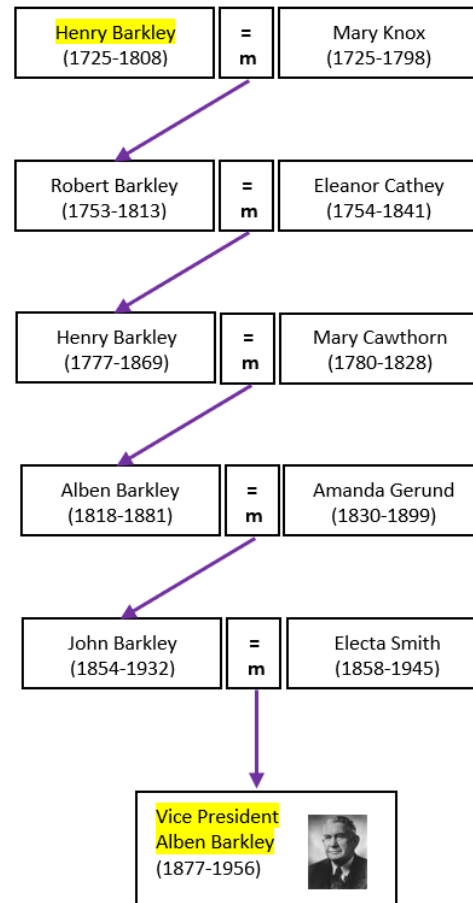 Henry Barkley
(1725-1808)
=
m
Mary Knox
(1725-1798)
Robert Barkley
(1753-1813)
=
m
Eleanor Cathey
(1754-1841)
Henry Barkley
(1777-1869)
=
m
Mary Cawthorn
(1780-1828)
Alben Barkley
(1818-1881)
=
m
Amanda Gerund
(1830-1899)
John Barkley
(1854-1932)
=
m
Electa Smith
(1858-1945)
Vice President
Alben Barkley
(1877-1956)